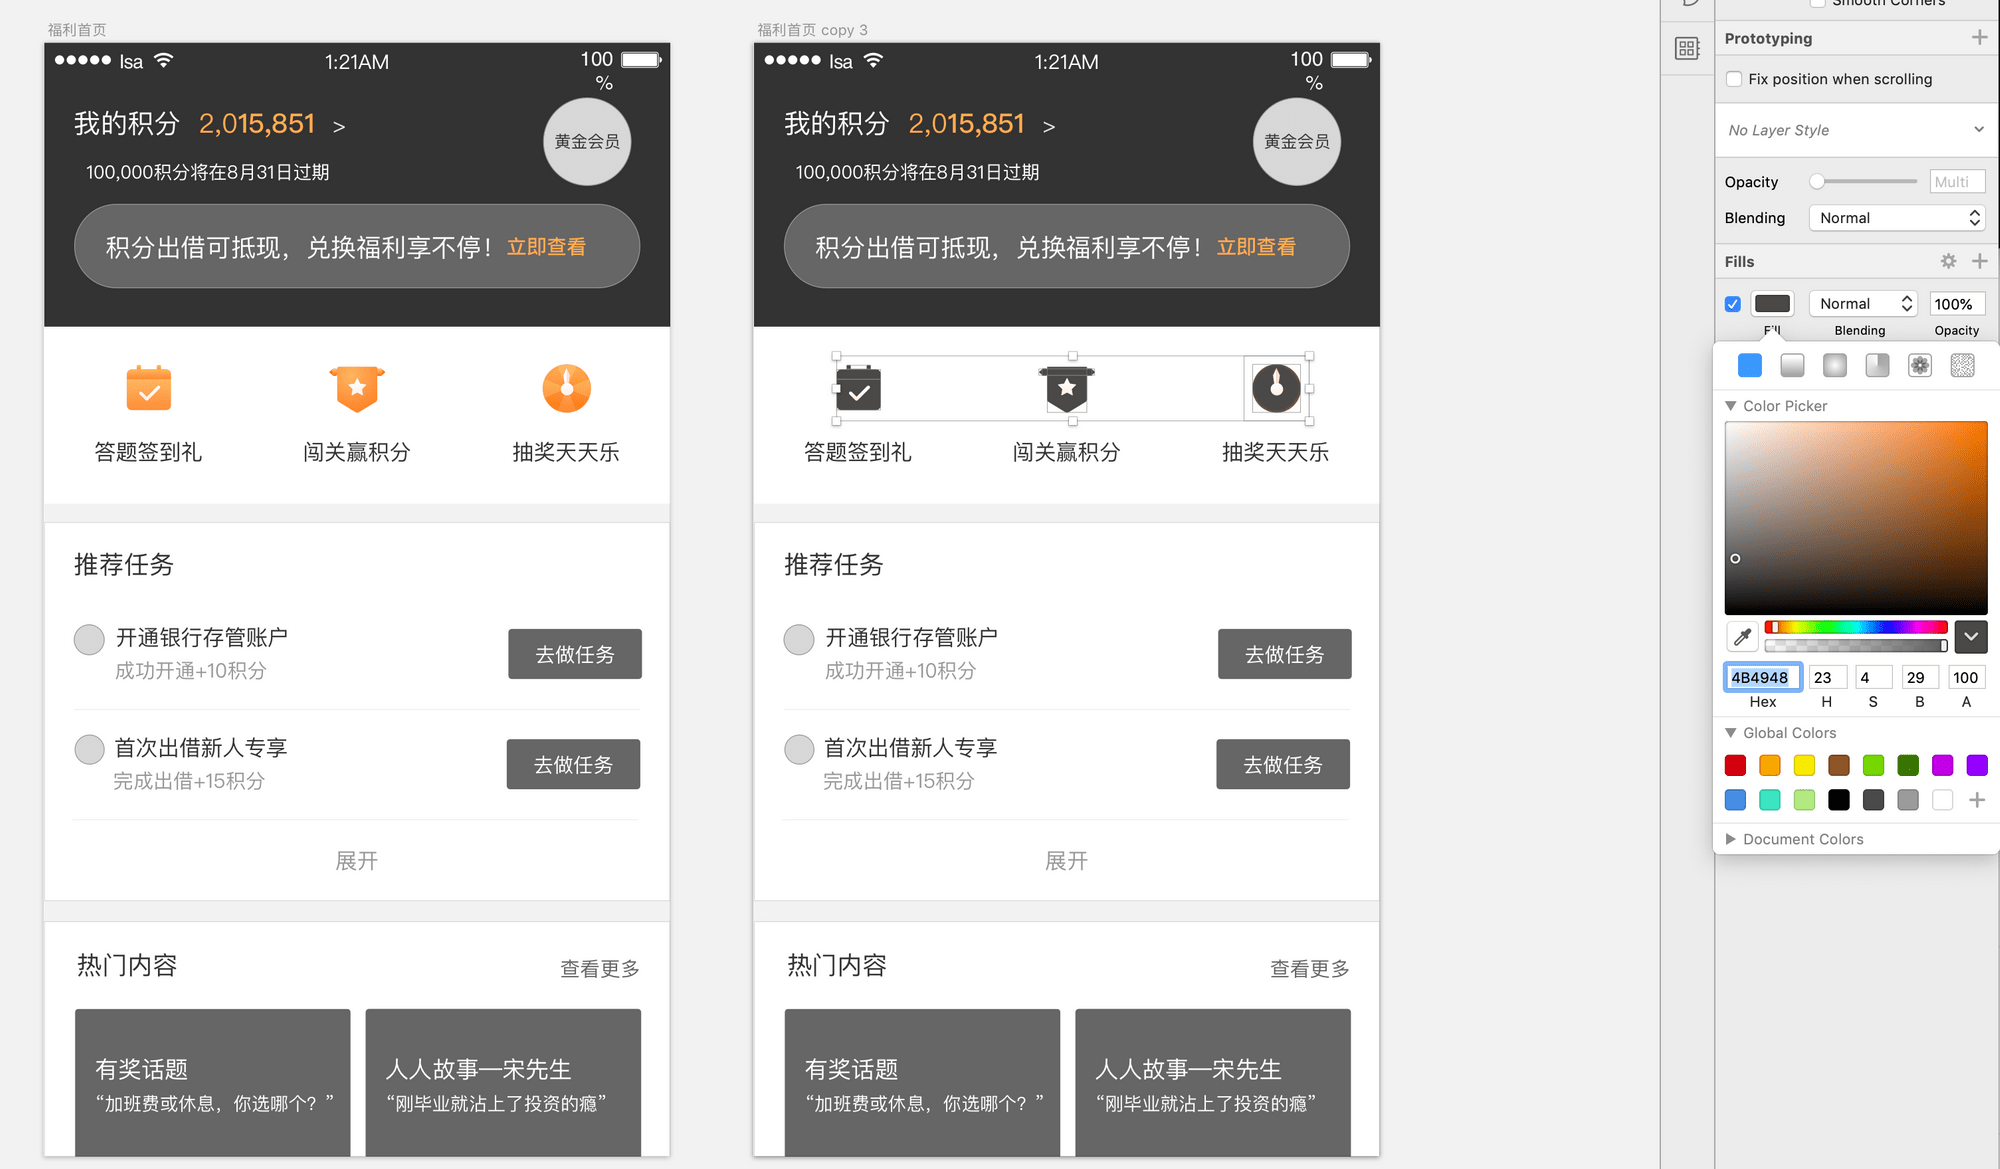 福利首页
lsa
1:21AM
100
%
我的积分 2,015,851 >
黄金会员
100,000积分将在8月31日过期
积分出借可抵现，兑换福利享不停！立即查看
答题签到礼
闯关赢积分
抽奖天天乐
推荐任务
开通银行存管账户
成功开通+10积分
去做任务
首次出借新人专享
完成出借+15积分
去做任务
展开
热门内容
查看更多
有奖话题
“加班费或休息，你选哪个？”
人人故事—宋先生
“刚毕业就沾上了投资的瘾”
福利首页 copy 3
lsa
1:21AM
100
%
我的积分 2,015,851 >
黄金会员
100,000积分将在8月31日过期
积分出借可抵现，兑换福利享不停！立即查看
答题签到礼
闯关赢积分
抽奖天天乐
推荐任务
开通银行存管账户
成功开通+10积分
去做任务
首次出借新人专享
完成出借+15积分
去做任务
展开
热门内容
查看更多
有奖话题
“加班费或休息，你选哪个？”
人人故事—宋先生
“刚毕业就沾上了投资的瘾”
Smooth Corners
Prototyping
Fix position when scrolling
No Layer Style
Opacity
Multi
Blending
Normal
Fills
Normal
100%
Fill
Blending
Opacity
Color Picker
4B4948 23 4 29 100
Hex H S B A
Global Colors
Document Colors